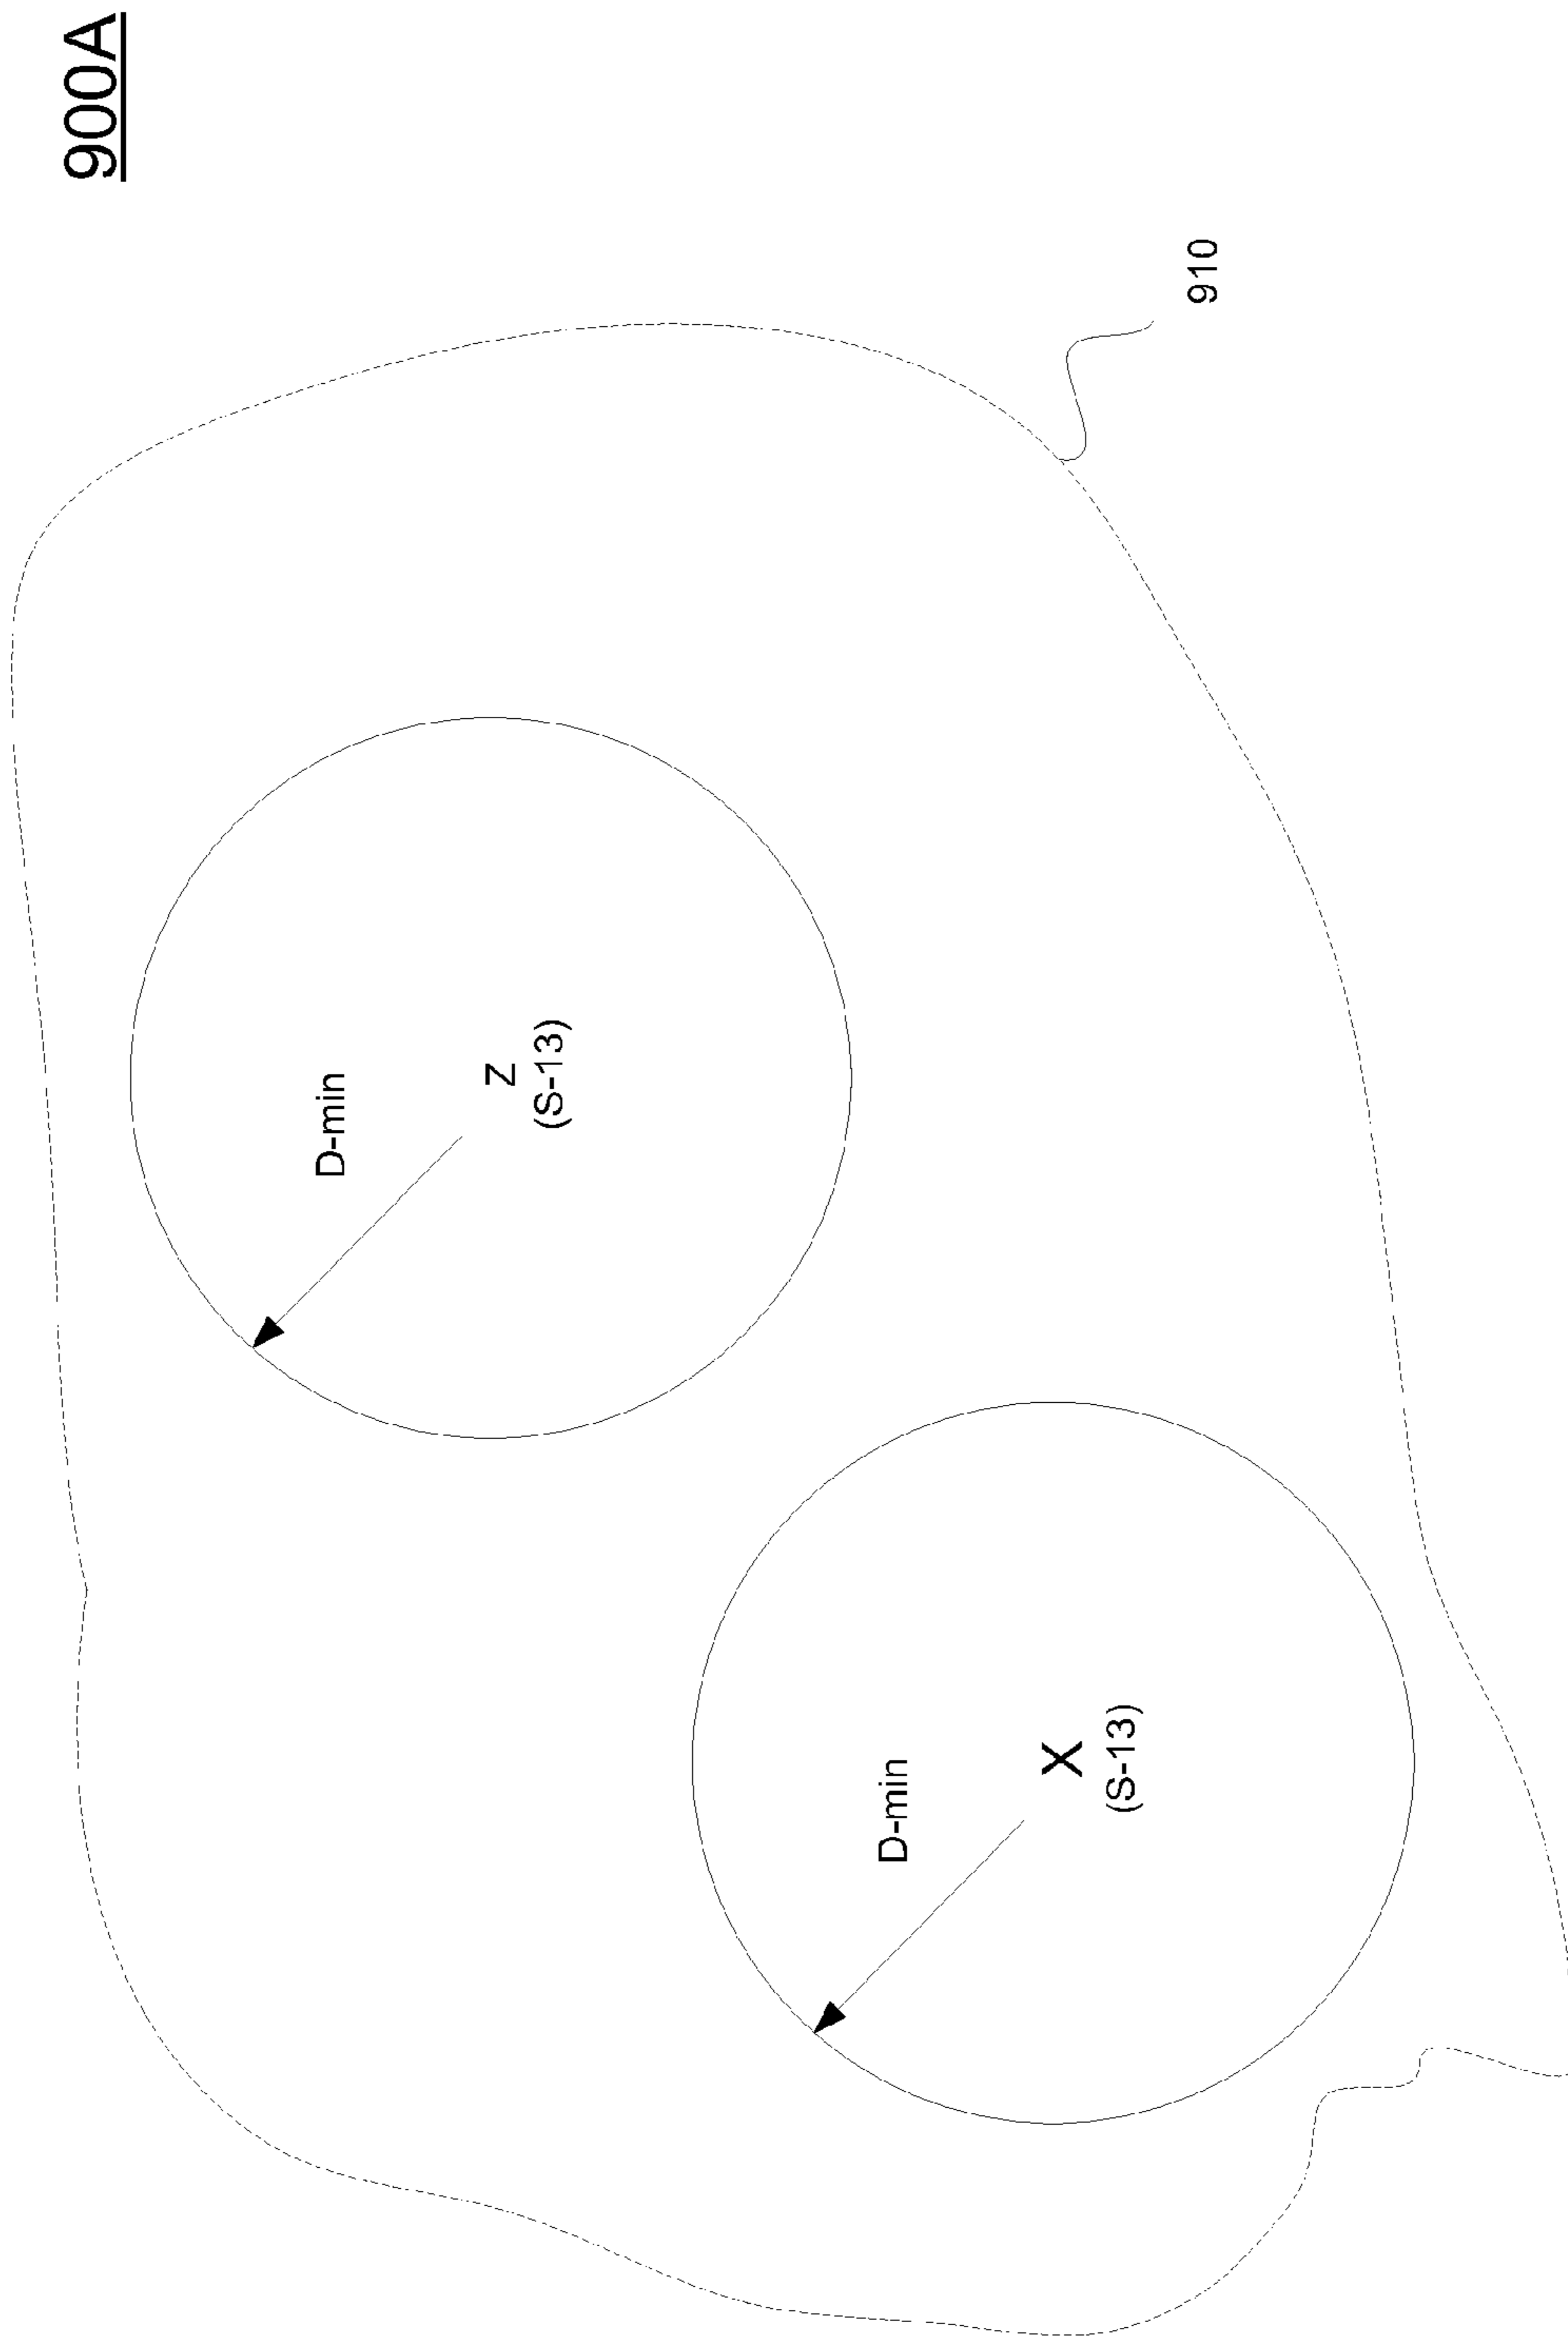 900A
D-min
Z
(S-13)
D-min
X
(S-13)
910